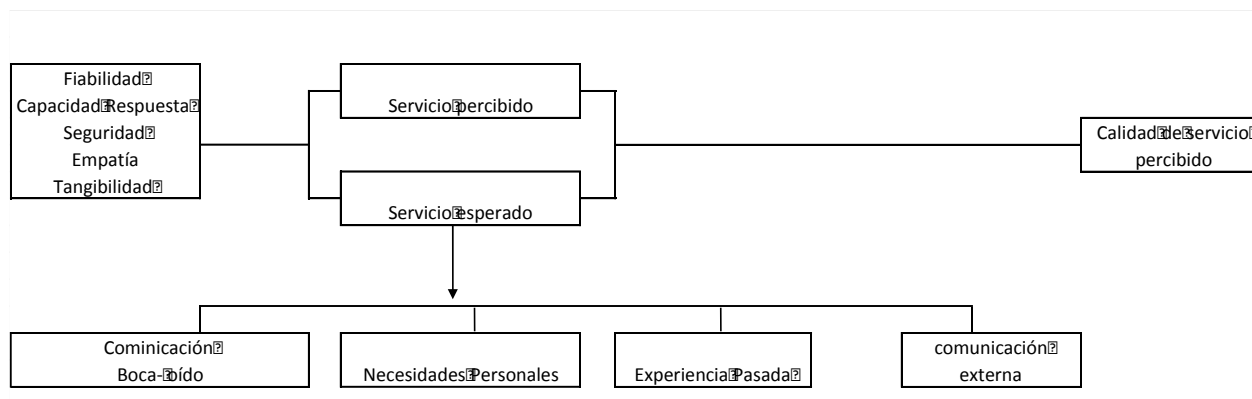 Fiabilidad
Capacidad Respuesta
Seguridad
Empatía
Tangibilidad
Servicio percibido
Servicio esperado
Calidad de servicio
percibido
Cominicación
Boca- oído
Necesidades Personales
Experiencia Pasada
comunicación
externa